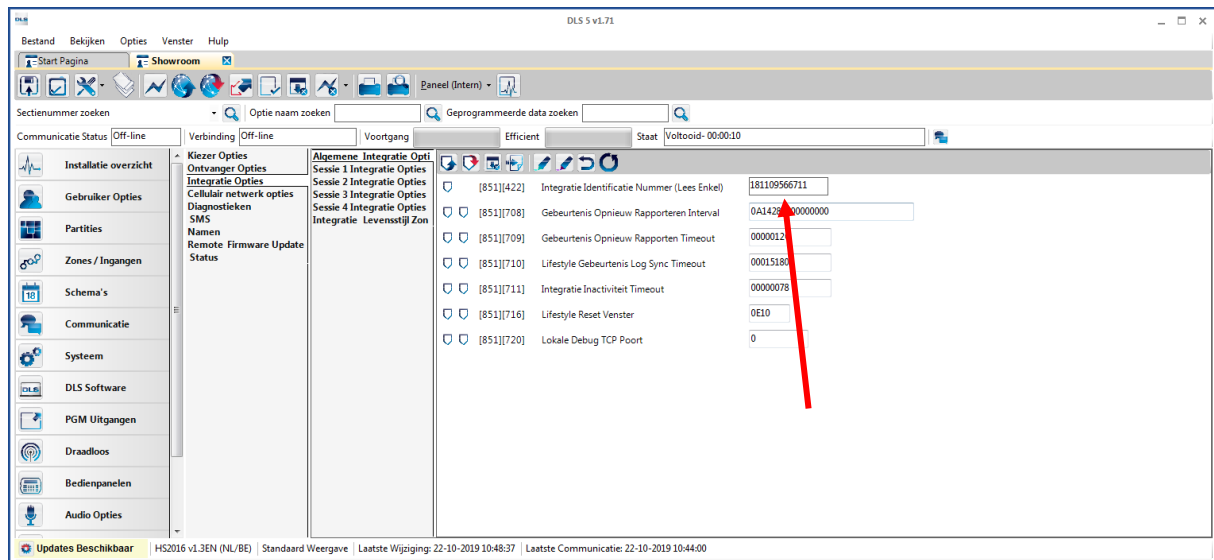 DLS
DLS 5 v1.71
Bestand Bekijken Opties Venster Hulp
Start Pagina Showroom
Paneel (Intern)
Sectienummer zoeken Optie naam zoeken Geprogrammeerde data zoeken
Communicatie Status Off-line Verbinding Off-line Voortgang Efficient Staat Voltooid- 00:00:10
Installatie overzicht
Gebruiker Opties
Partities
Zones / Ingangen
18 Schema's
Communicatie
Systeem
DLS DLS Software
PGM Uitgangen
Draadloos
Bedienpanelen
Audio Opties
Kiezer Opties
Ontvanger Opties
Integratie Opties
Cellulair netwerk opties
Diagnostieken
SMS
Namen
Remote Firmware Update
Status
Algemene Integratie Opti
Sessie 1 Integratie Opties
Sessie 2 Integratie Opties
Sessie 3 Integratie Opties
Sessie 4 Integratie Opties
Integratie Levensstijl Zon
[851][422] Integratie Identificatie Nummer (Lees Enkel) 181109566711
[851][708] Gebeurtenis Opnieuw Rapporteren Interval
[851][709] Gebeurtenis Opnieuw Rapporten Timeout
[851][710] Lifestyle Gebeurtenis Log Sync Timeout 00015180
[851][711] Integratie Inactiviteit Timeout 00000078
[851][716] Lifestyle Reset Venster 0E10
[851][720] Lokale Debug TCP Poort 0
Updates Beschikbaar HS2016 v1.3EN (NL/BE) Standaard Weergave Laatste Wijziging: 22-10-2019 10:48:37 Laatste Communicatie: 22-10-2019 10:44:00